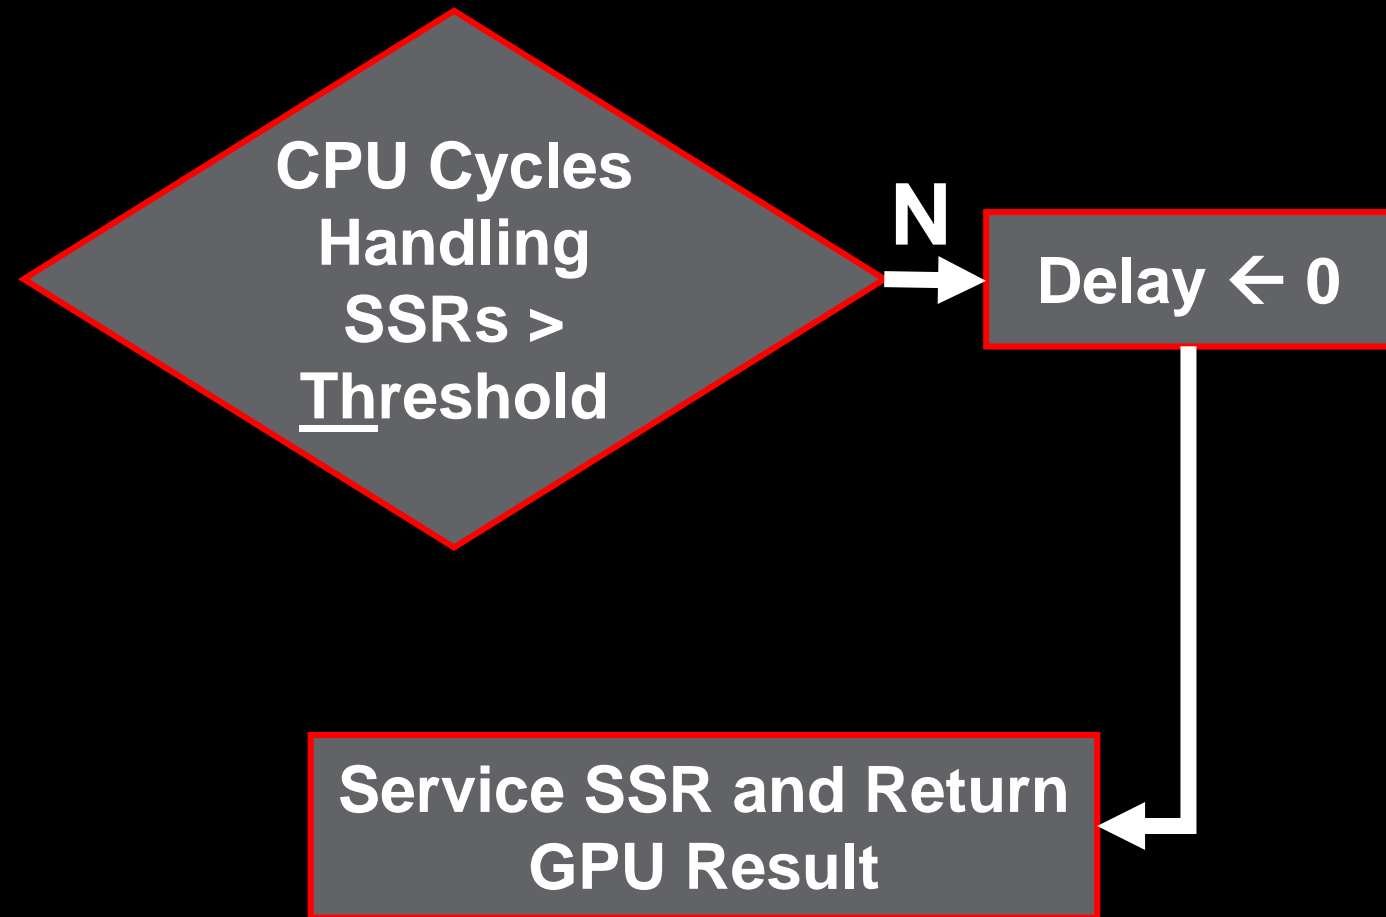 CPU Cycles
Handling
SSRs >
Threshold
N
Delay ← 0
Service SSR and Return
GPU Result